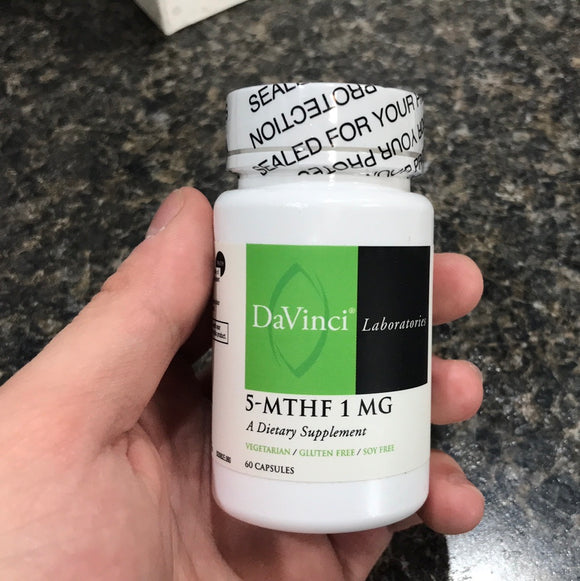 SEALED
PROTECTION
SEALED FOR YOUR P
DaVinci®
Laboratories
5-MTHF 1 MG
A Dietary Supplement
VEGETARIAN / GLUTEN FREE / SOY FREE
60 CAPSULES